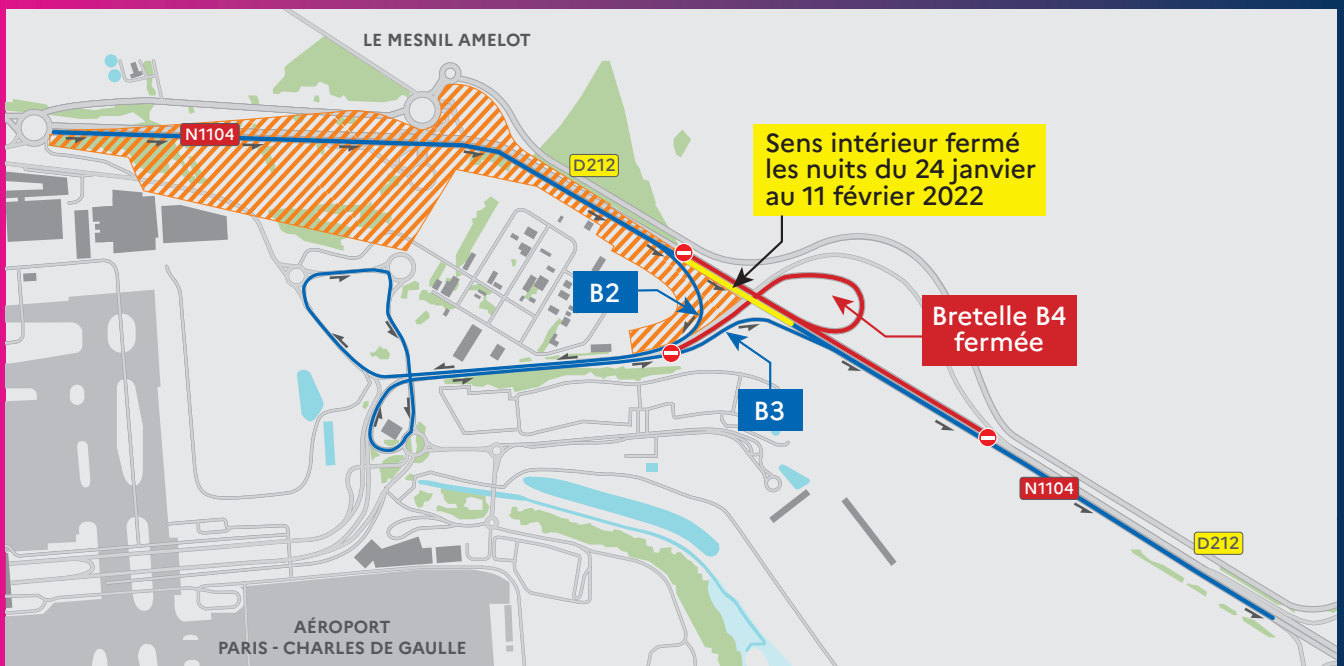 LE MESNIL AMELOT
N1104
D212
Sens intérieur fermé
les nuits du 24 janvier
au 11 février 2022
B2
Bretelle B4
fermée
B3
N1104
D212
AÉROPORT
PARIS - CHARLES DE GAULLE